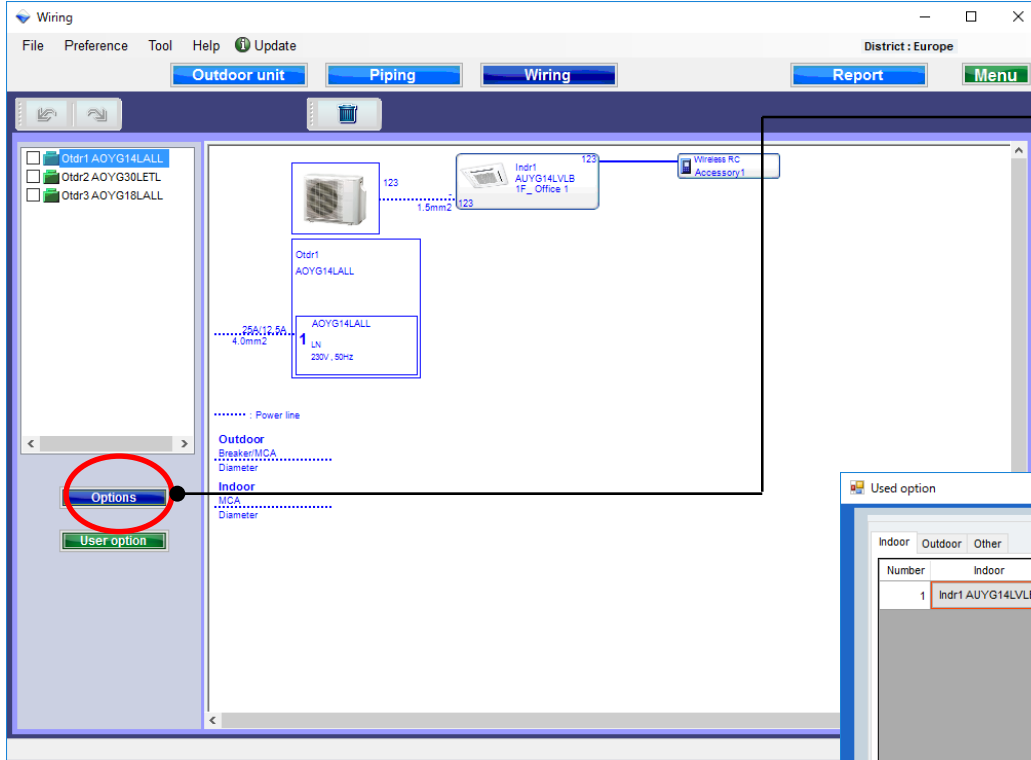 Wiring
File Preference Tool Help Update District : Europe
Outdoor unit Piping Wiring Report Menu
Otdr1 AOYG14LALL
Otdr2 AOYG30LETL
Otdr3 AOYG18LALL
123
1.5mm2
123
Indr1
AUYG14LVLB
1F_ Office 1
123
Wireless RC
Accessory1
Otdr1
AOYG14LALL
25A/12.5A
4.0mm2
1
AOYG14LALL
LN
230V , 50Hz
: Power line
Outdoor
Breaker/MCA
Diameter
Indoor
MCA
Diameter
Options
User option
Used option
Indoor Outdoor Other
Number Indoor
1 Indr1 AUYG14LVLB